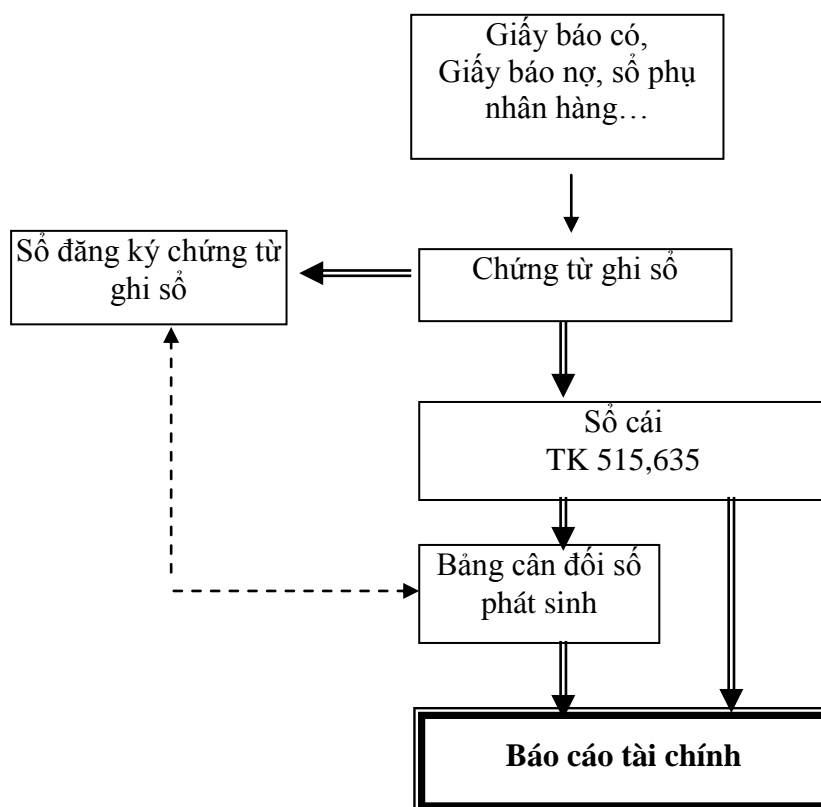 Giấy báo có,
Giấy báo nợ, sổ phụ
nhân hàng…
Sổ đăng ký chứng từ
ghi sổ
Chứng từ ghi sổ
Sổ cái
TK 515,635
Bảng cân đối số
phát sinh
Báo cáo tài chính